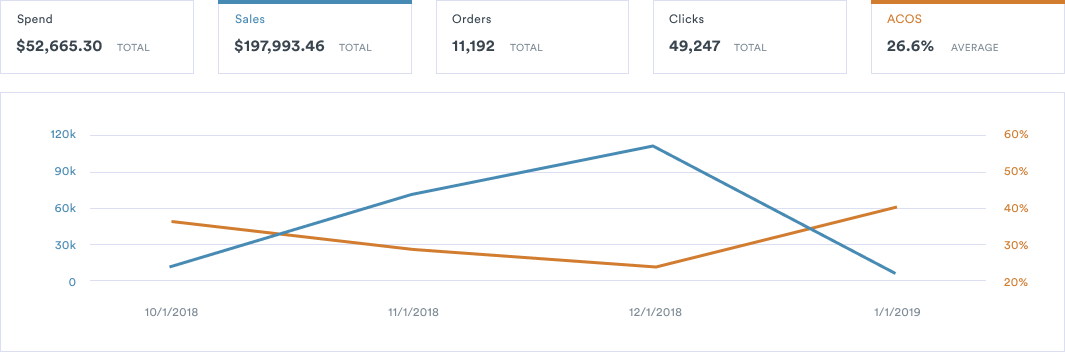 Spend Sales Orders Clicks ACOS
$52,665.30 TOTAL $197,993.46 TOTAL 11,192 TOTAL 49,247 TOTAL 26.6% AVERAGE
120k 60%
90k 50%
60k 40%
30k 30%
0 20%
10/1/2018 11/1/2018 12/1/2018 1/1/2019